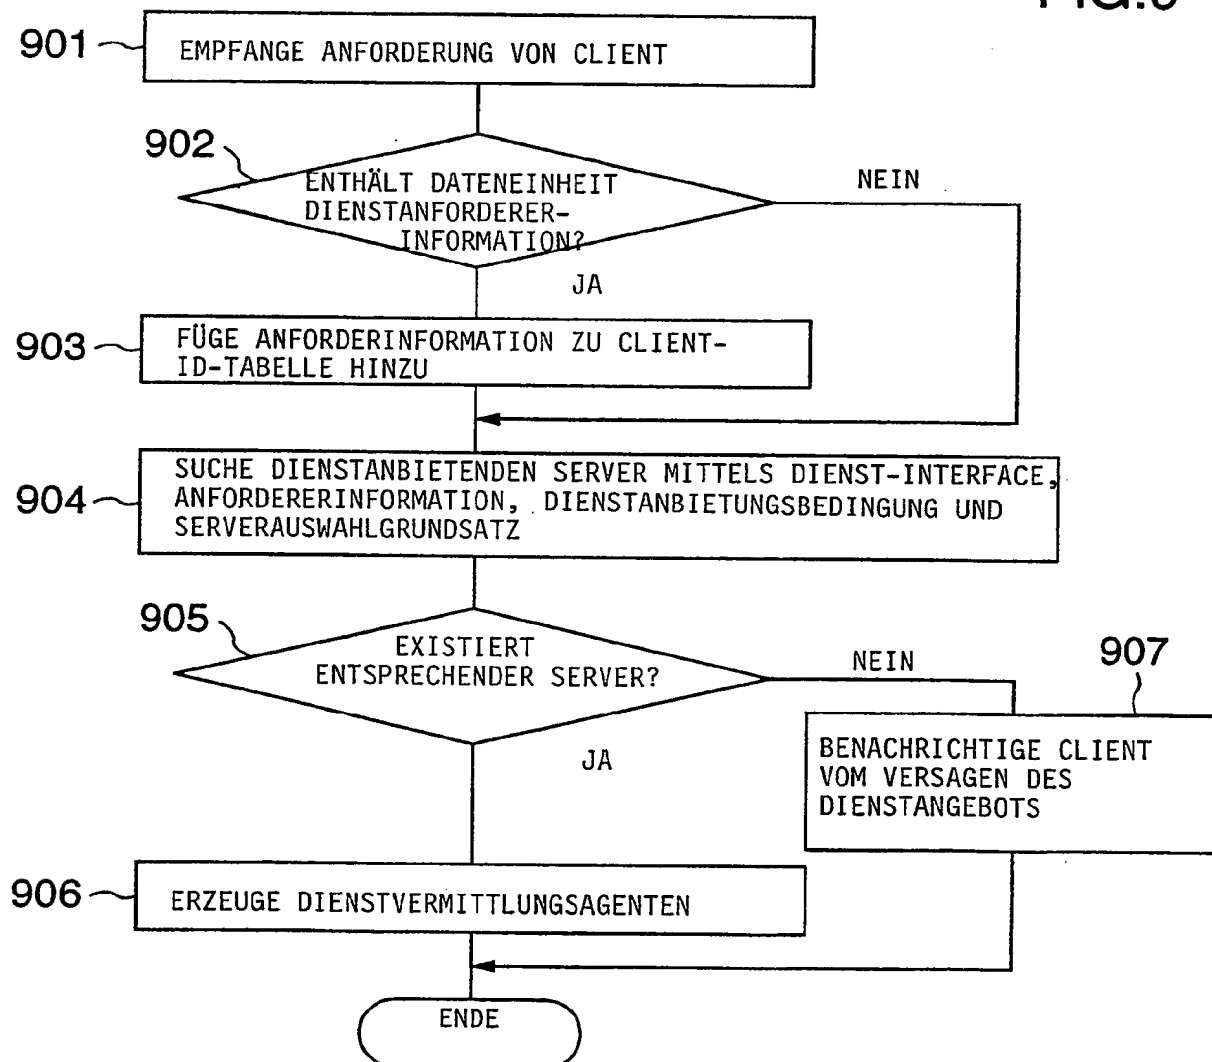 901
EMPFANGE ANFORDERUNG VON CLIENT
902
ENTHÄLT DATENEINHEIT
DIENSTANFORDERER-
INFORMATION?
NEIN
JA
903
FÜGE ANFORDERINFORMATION ZU CLIENT-
ID-TABELLE HINZU
904
SUCHE DIENSTANBIETENDEN SERVER MITTELS DIENST-INTERFACE,
ANFORDERERINFORMATION, DIENSTANBIETUNGSBEDINGUNG UND
SERVERAUSWAHLGRUNDSATZ
905
EXISTIERT
ENTSPRECHENDER SERVER?
NEIN
JA
907
BENACHRICHTIGE CLIENT
VOM VERSAGEN DES
DIENSTANGEBOTS
906
ERZEUGE DIENSTVERMITTLUNGSAGENTEN
ENDE